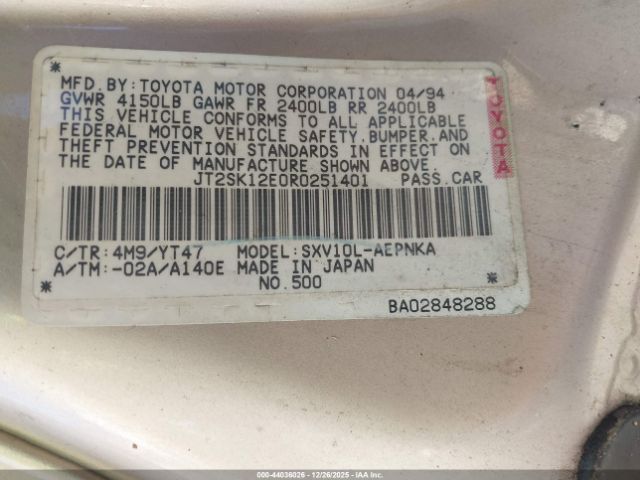 MFD.BY:TOYOTA MOTOR CORPORATION 04/94
GVWR 4150LB GAWR FR 2400LB RR 2400LB
THIS VEHICLE CONFORMS TO ALL APPLICABLE
FEDERAL MOTOR VEHICLE SAFETY,BUMPER,AND
THEFT PREVENTION STANDARDS IN EFFECT ON
THE DATE OF MANUFACTURE SHOWN ABOVE.
JT2SK12E0R0251401 PASS.CAR
TOYOTA
C/TR:4M9/YT47 MODEL:SXV10L-AEPNKA
A/TM:-02A/A140E MADE IN JAPAN
NO.500
BA02848288
000-44036026 - 12/26/2025 - IAA